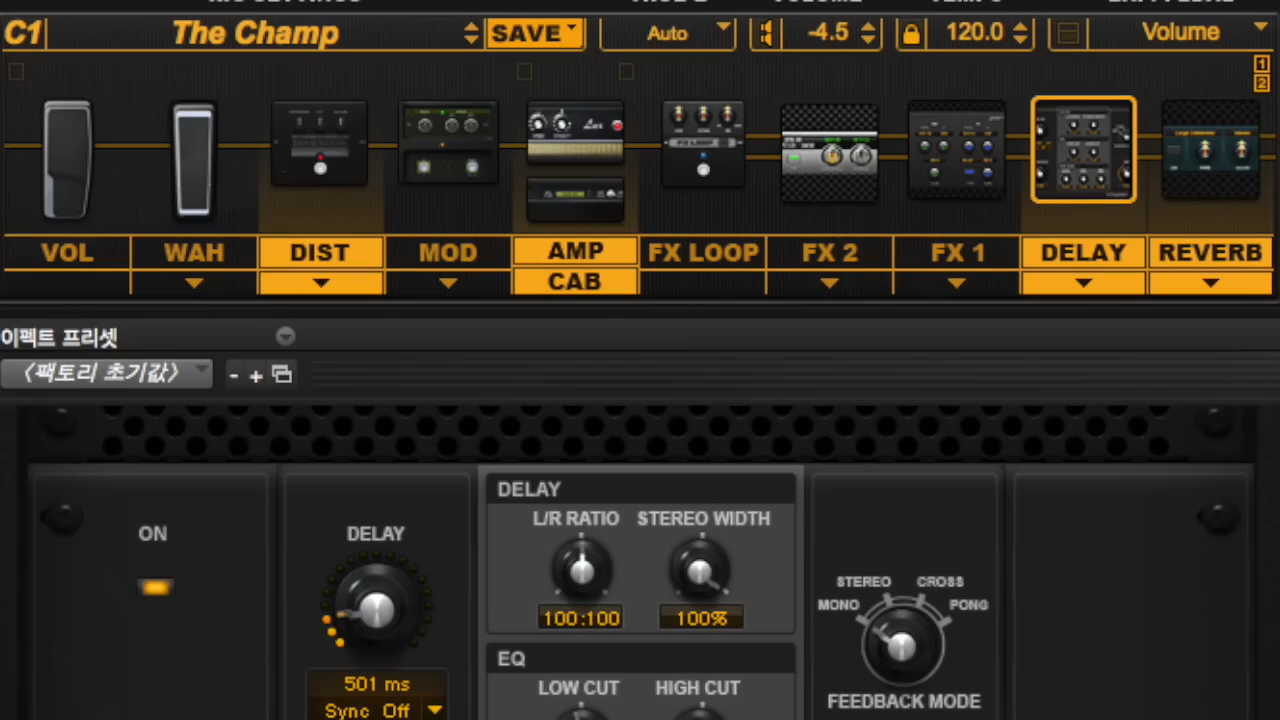 C1 The Champ SAVE Auto -4.5 120.0 Volume
1
2
Lux
FX LOOP
VOL WAH DIST MOD AMP FX LOOP FX 2 FX 1 DELAY REVERB
CAB
이펙트 프리셋
〈팩토리 초기값〉 - +
DELAY
L/R RATIO STEREO WIDTH
ON
DELAY
STEREO CROSS
MONO PONG
100:100 100%
EQ
501 ms
LOW CUT HIGH CUT
FEEDBACK MODE
Sync Off